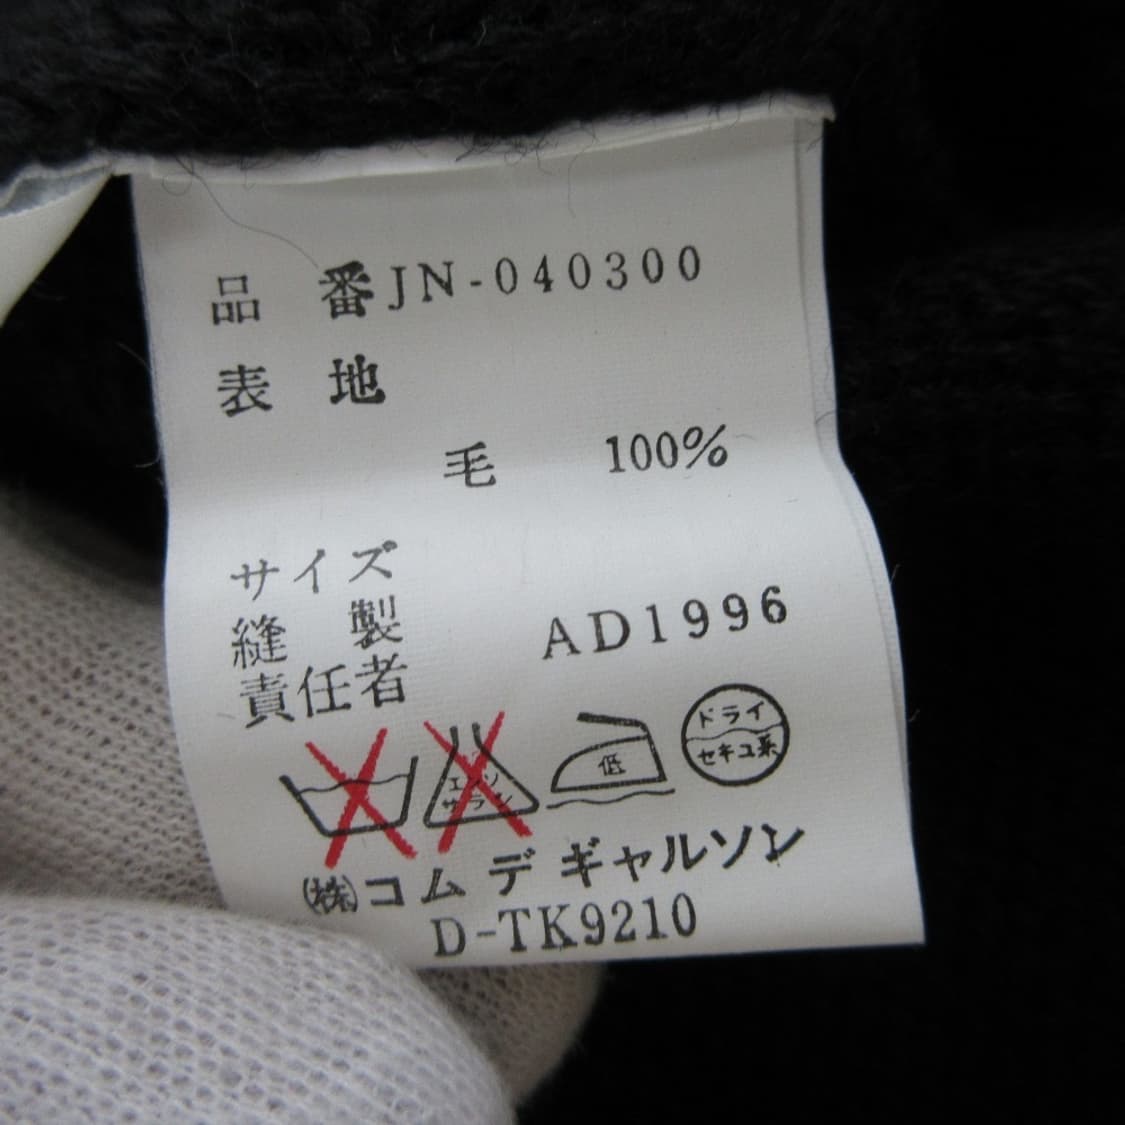 品 番 JN-040300
表 地
毛 100%
サイズ
縫 製
責任者 AD1996
エンソ
サラシ
低
ドライ
セキユ系
(株)コム デ ギャルソン
D-TK9210